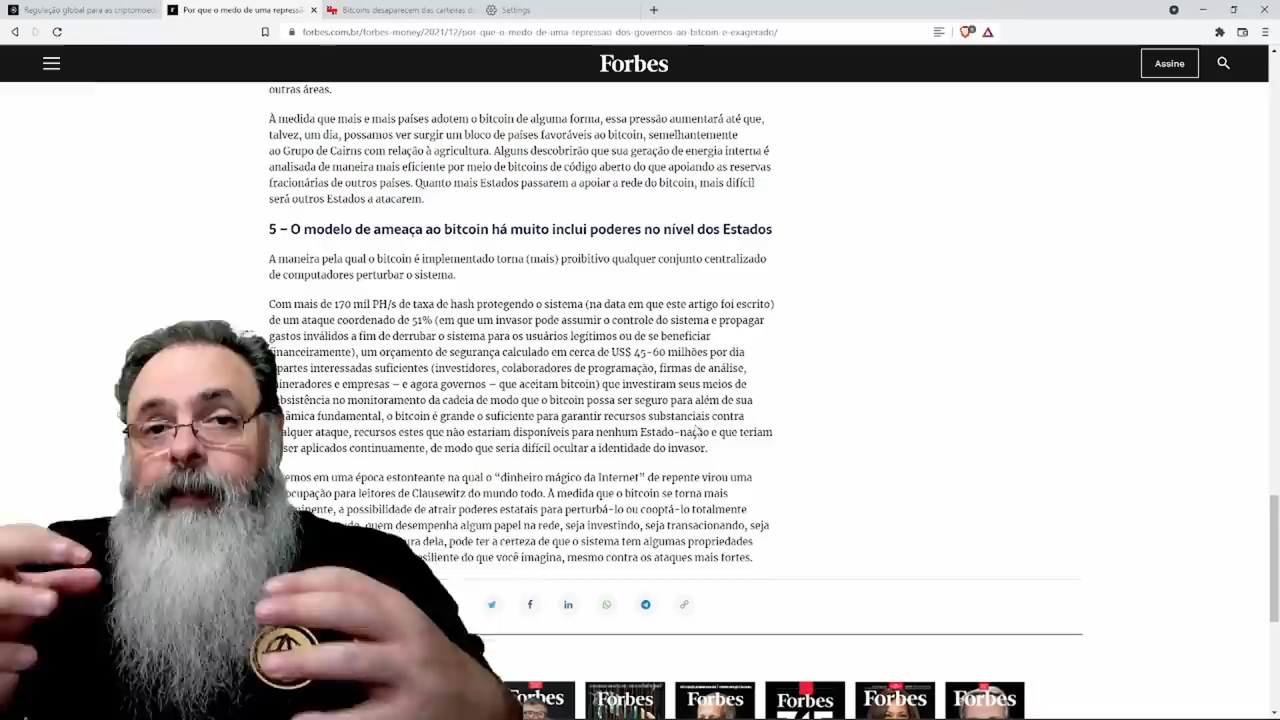 Regulação global para as criptomoed
Por que o medo de uma repressã
Bitcoins desaparecem das carteiras do
Settings
forbes.com.br/forbes-money/2021/12/por-que-o-medo-de-uma-repressao-dos-governos-ao-bitcoin-e-exagerado/
Forbes
Assine
outras áreas.
À medida que mais e mais países adotem o bitcoin de alguma forma, essa pressão aumentará até que,
talvez, um dia, possamos ver surgir um bloco de países favoráveis ao bitcoin, semelhantemente
ao Grupo de Cairns com relação à agricultura. Alguns descobrirão que sua geração de energia interna é
analisada de maneira mais eficiente por meio de bitcoins de código aberto do que apoiando as reservas
fracionárias de outros países. Quanto mais Estados passarem a apoiar a rede do bitcoin, mais difícil
será outros Estados a atacarem.
5 – O modelo de ameaça ao bitcoin há muito inclui poderes no nível dos Estados
A maneira pela qual o bitcoin é implementado torna (mais) proibitivo qualquer conjunto centralizado
de computadores perturbar o sistema.
Com mais de 170 mil PH/s de taxa de hash protegendo o sistema (na data em que este artigo foi escrito)
de um ataque coordenado de 51% (em que um invasor pode assumir o controle do sistema e propagar
gastos inválidos a fim de derrubar o sistema para os usuários legítimos ou de se beneficiar
financeiramente), um orçamento de segurança calculado em cerca de US$ 45-60 milhões por dia
partes interessadas suficientes (investidores, colaboradores de programação, firmas de análise,
mineradores e empresas – e agora governos – que aceitam bitcoin) que investiram seus meios de
bsistência no monitoramento da cadeia de modo que o bitcoin possa ser seguro para além de sua
âmica fundamental, o bitcoin é grande o suficiente para garantir recursos substanciais contra
alquer ataque, recursos estes que não estariam disponíveis para nenhum Estado-nação e que teriam
ser aplicados continuamente, de modo que seria difícil ocultar a identidade do invasor.
emos em uma época estonteante na qual o “dinheiro mágico da Internet” de repente virou uma
ocupação para leitores de Clausewitz do mundo todo. À medida que o bitcoin se torna mais
minente, a possibilidade de atrair poderes estatais para perturbá-lo ou cooptá-lo totalmente
quem desempenha algum papel na rede, seja investindo, seja transacionando, seja
ura dela, pode ter a certeza de que o sistema tem algumas propriedades
siliente do que você imagina, mesmo contra os ataques mais fortes.
Forbes Forbes Forbes Forbes Forbes Forbes